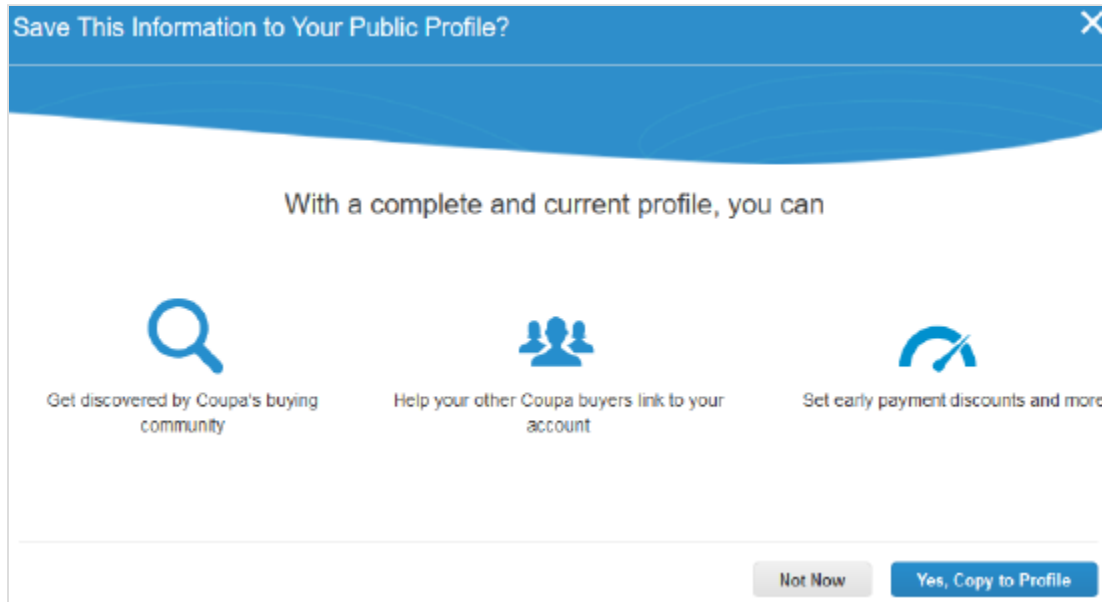 Save This Information to Your Public Profile?
With a complete and current profile, you can
Get discovered by Coupa's buying
community
Help your other Coupa buyers link to your
account
Set early payment discounts and more
Not Now
Yes, Copy to Profile